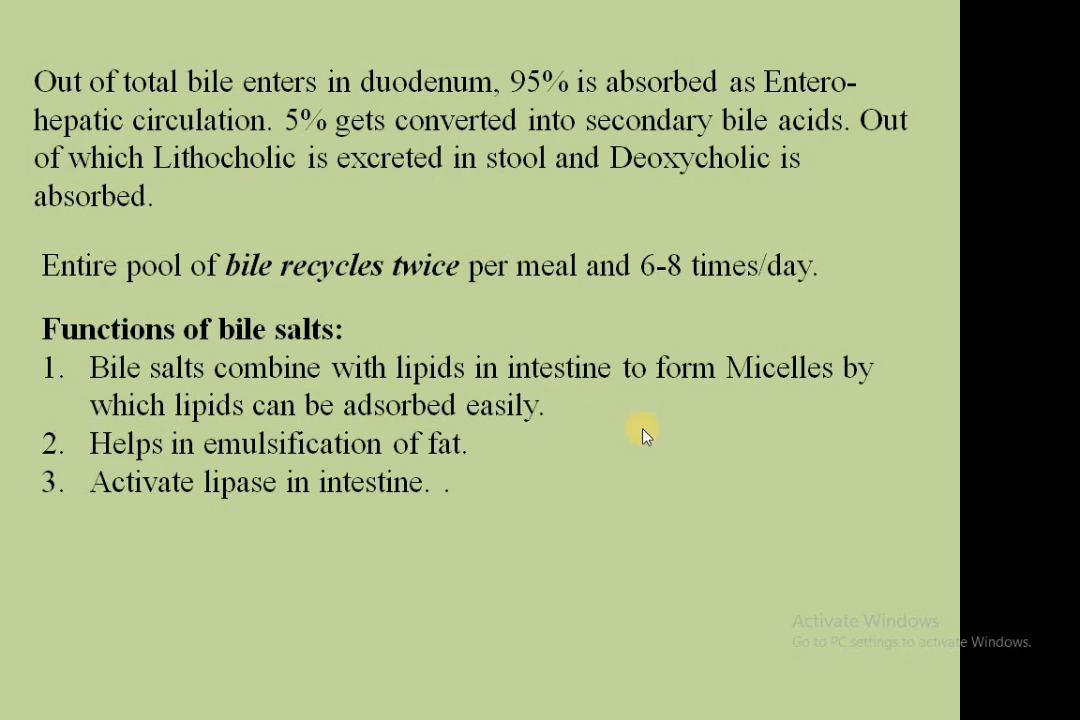 Out of total bile enters in duodenum, 95% is absorbed as Entero-
hepatic circulation. 5% gets converted into secondary bile acids. Out
of which Lithocholic is excreted in stool and Deoxycholic is
absorbed.
Entire pool of bile recycles twice per meal and 6-8 times/day.
Functions of bile salts:
1. Bile salts combine with lipids in intestine to form Micelles by
which lipids can be adsorbed easily.
2. Helps in emulsification of fat.
3. Activate lipase in intestine. .
Activate Windows
Go to PC settings to activate Windows.